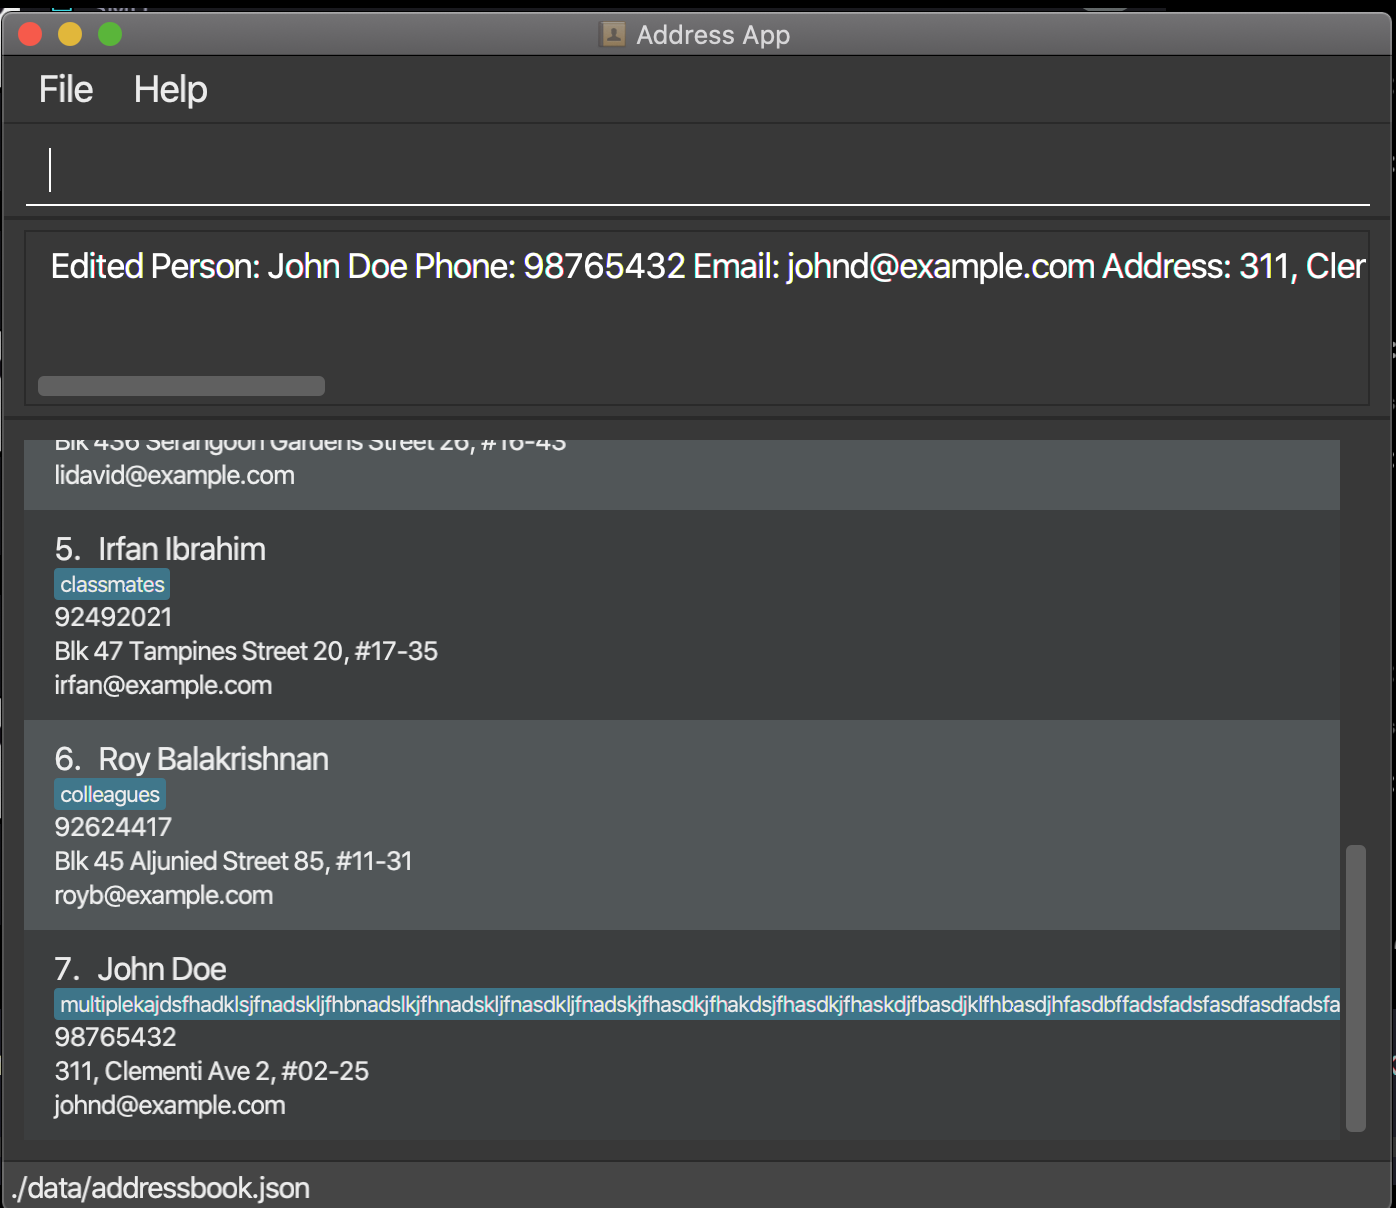 Address App
File Help
Edited Person: John Doe Phone: 98765432 Email: johnd@example.com Address: 311, Clem
Blk 436 Serangoon Gardens Street 26, #16-43
lidavid@example.com
5. Irfan Ibrahim
classmates
92492021
Blk 47 Tampines Street 20, #17-35
irfan@example.com
6. Roy Balakrishnan
colleagues
92624417
Blk 45 Aljunied Street 85, #11-31
royb@example.com
7. John Doe
multiplekajdsfhadklsjfnadskljfhbnadslkjfhnadskljfnasdkljfnadskjfhasdkjfhakdsjfhasdkjfhaskdjfbasdjklfhbasdjhfasdbffadsfadsfasdfasdfadsfa
98765432
311, Clementi Ave 2, #02-25
johnd@example.com
./data/addressbook.json